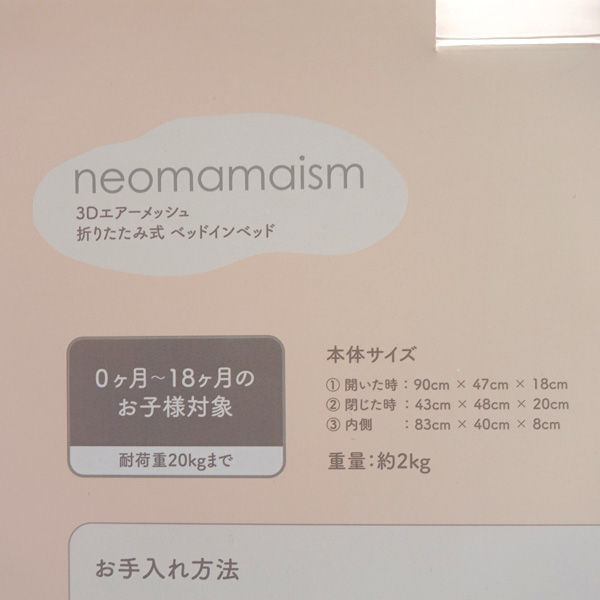 neomamaism
3Dエアーメッシュ
折りたたみ式 ベッドインベッド
0ヶ月〜18ヶ月の
お子様対象
耐荷重20kgまで
本体サイズ
① 開いた時：90cm × 47cm × 18cm
② 閉じた時：43cm × 48cm × 20cm
③ 内側　　：83cm × 40cm × 8cm
重量：約2kg
お手入れ方法